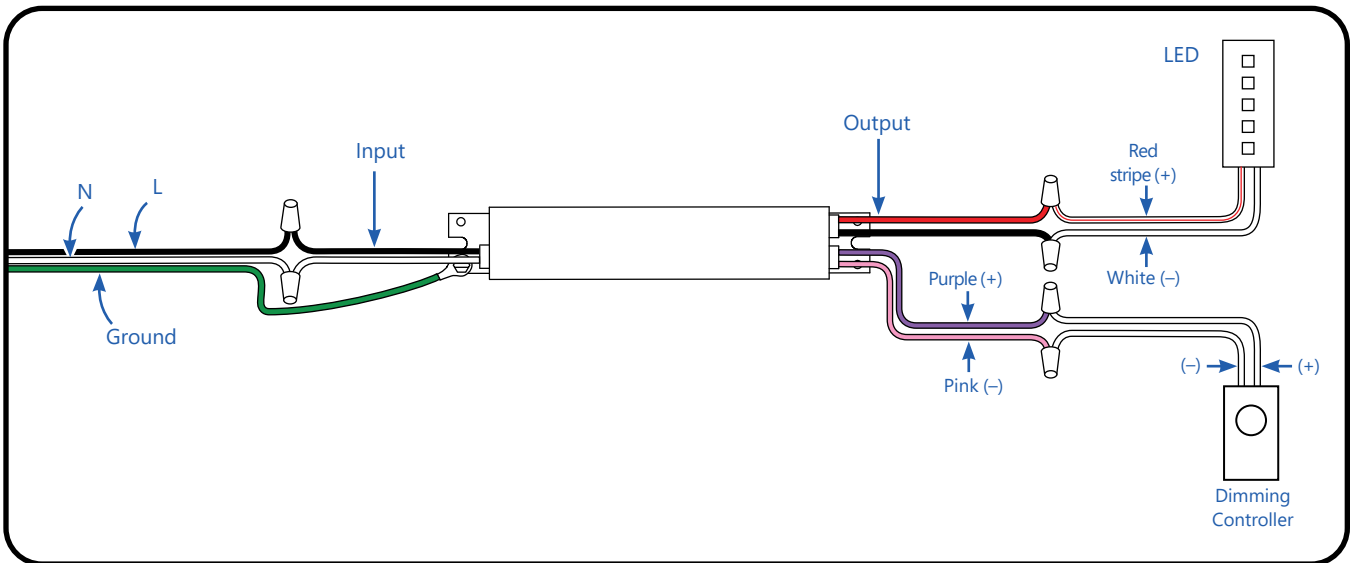 LED
Output
Input
Red
stripe (+)
N
L
White (–)
Purple (+)
Ground
Pink (–)
(–)
(+)
Dimming
Controller